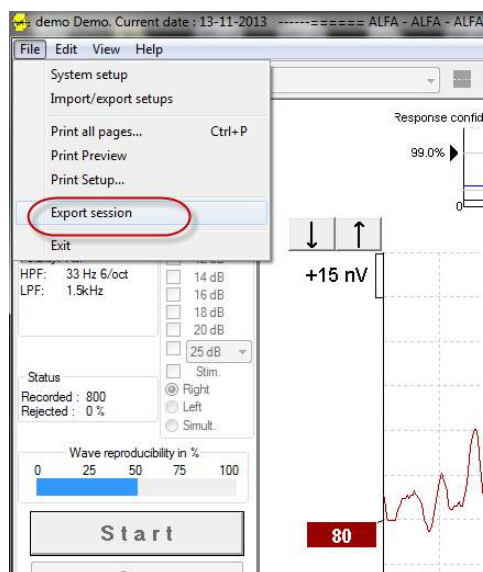 demo Demo. Current date : 13-11-2013 ------====== ALFA - ALFA - ALFA
File Edit View Help
System setup
Import/export setups
Print all pages... Ctrl+P
Print Preview
Print Setup...
Export session
Exit
Response confid
99.0%
0
HPF: 33 Hz 6/oct
LPF: 1.5kHz
14 dB
16 dB
18 dB
20 dB
25 dB
Stim.
Right
Left
Simult.
+15 nV
Status
Recorded : 800
Rejected : 0 %
Wave reproducibility in %
0 25 50 75 100
Start
80